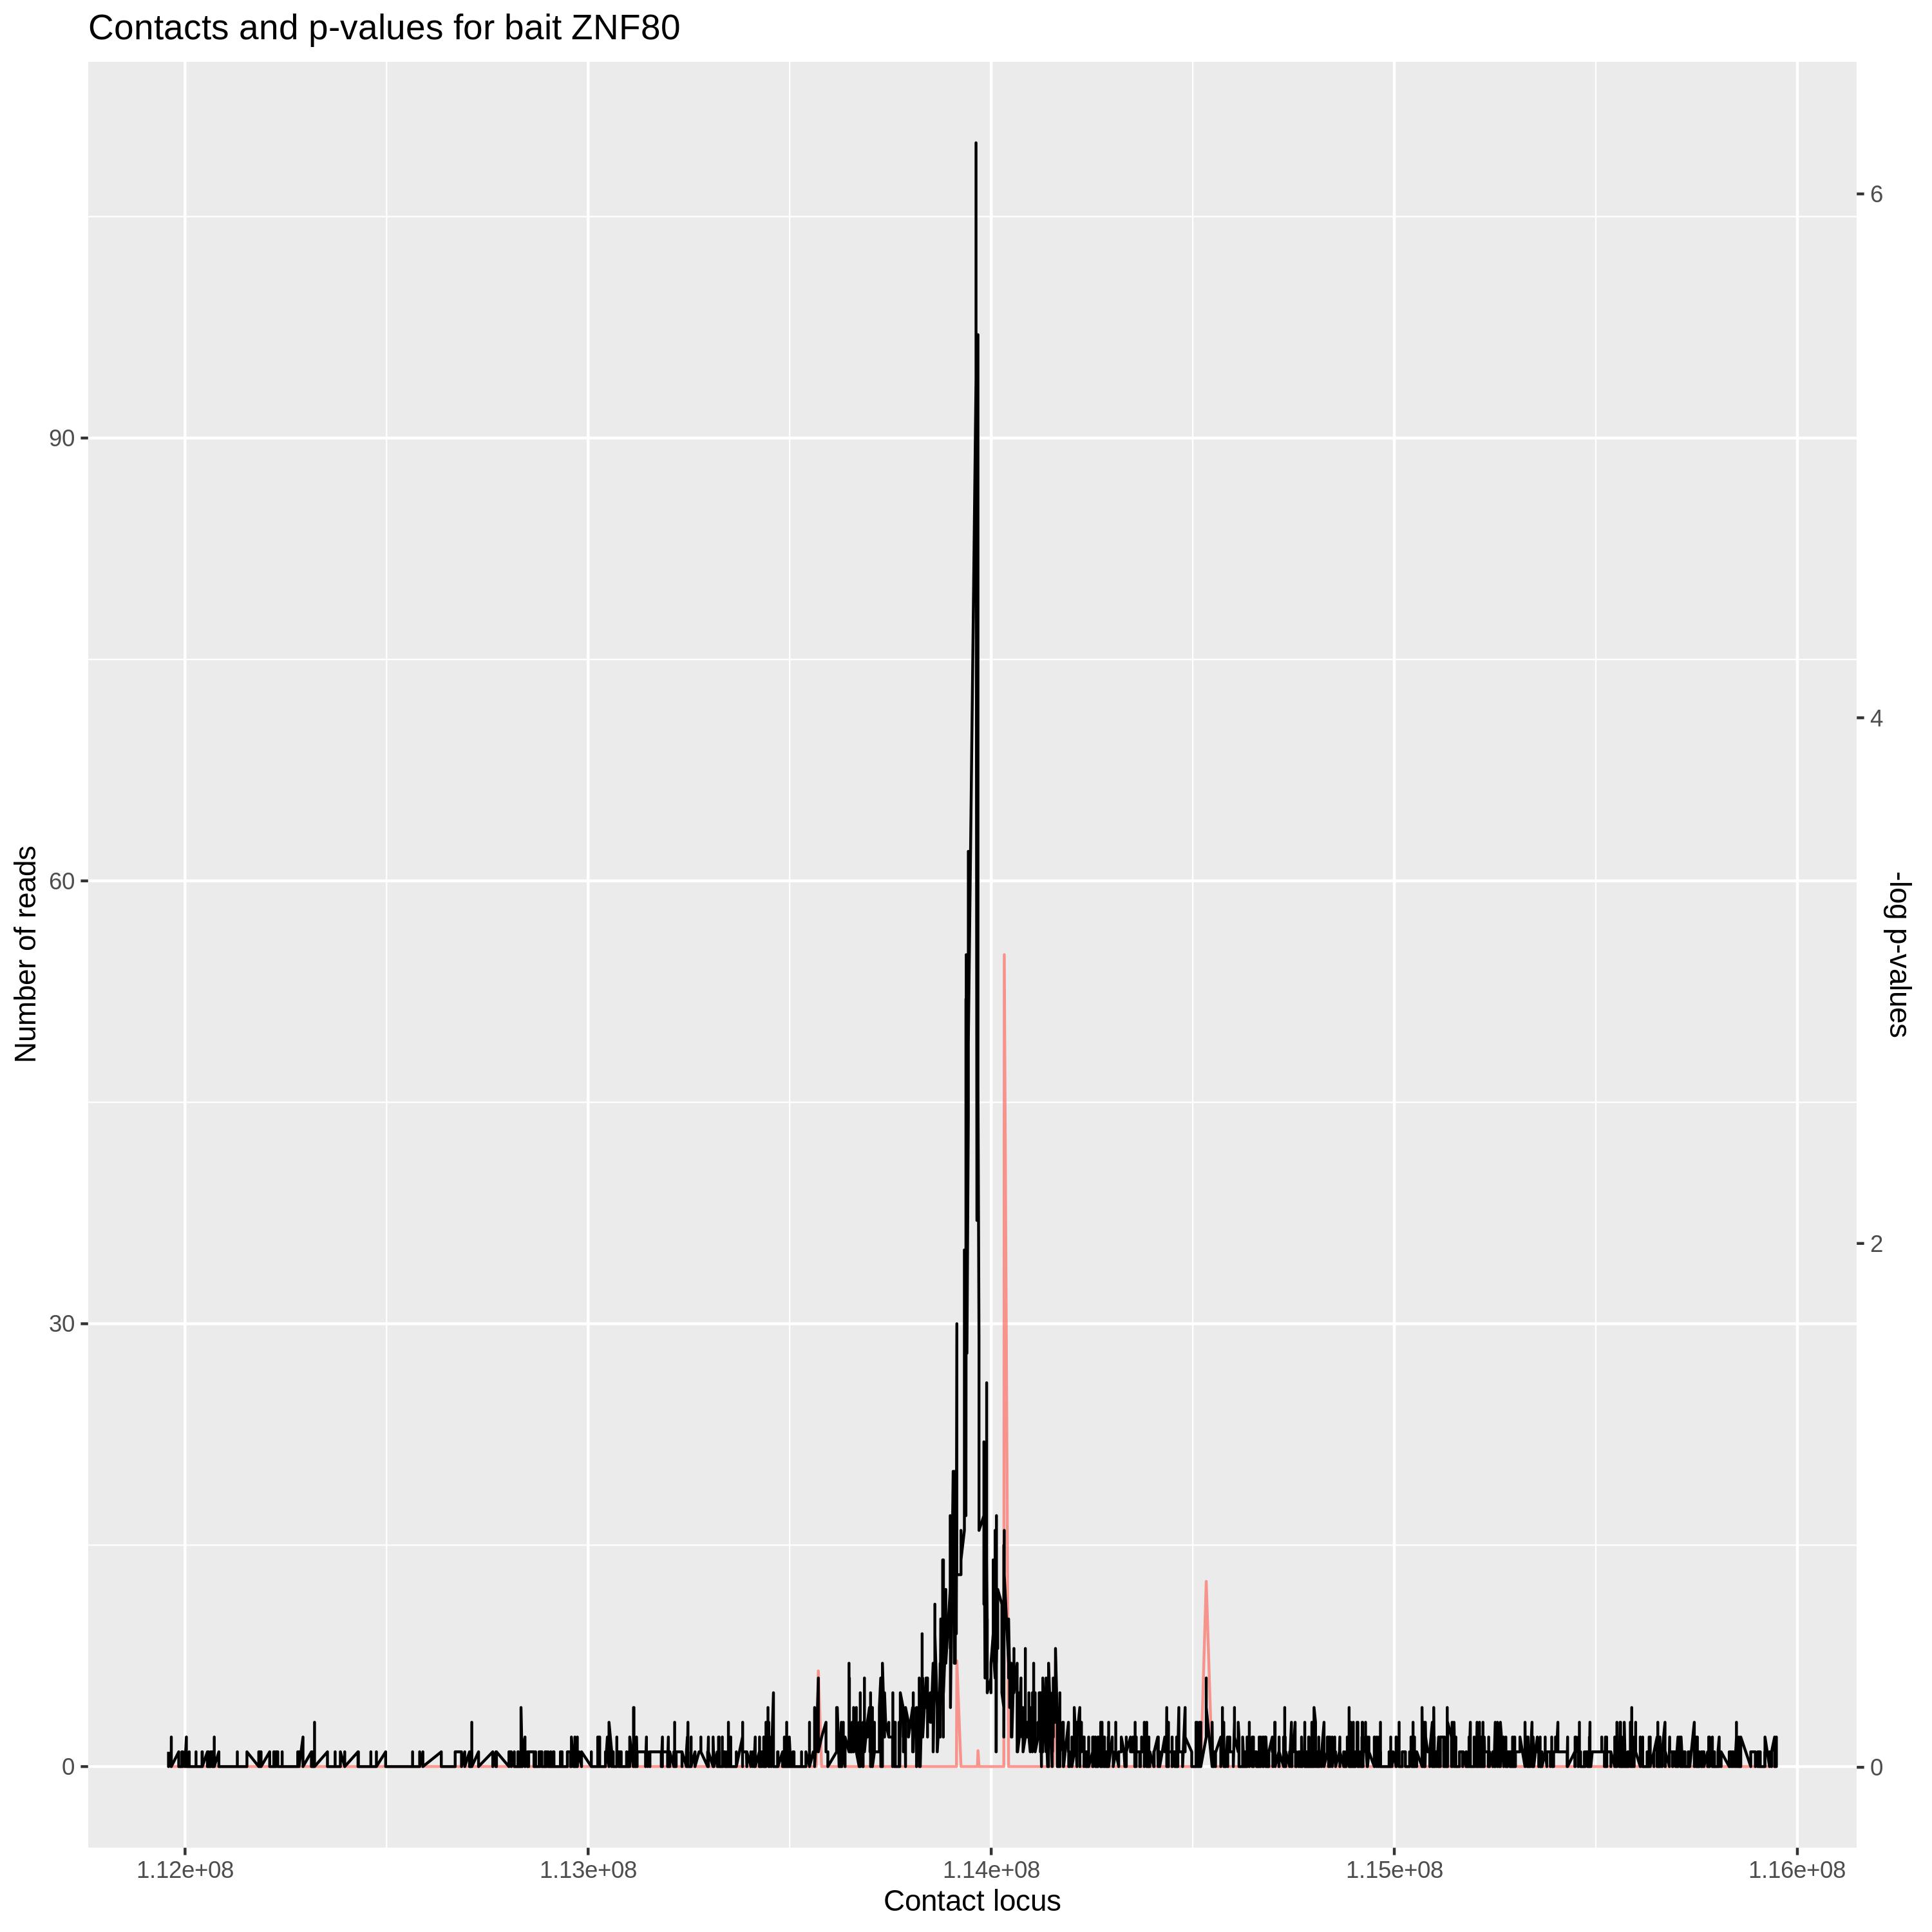 Contacts and p-values for bait ZNF80
Number of reads
90
60
30
0
6
4
2
0
-log p-values
1.12e+08 1.13e+08 1.14e+08 1.15e+08 1.16e+08
Contact locus